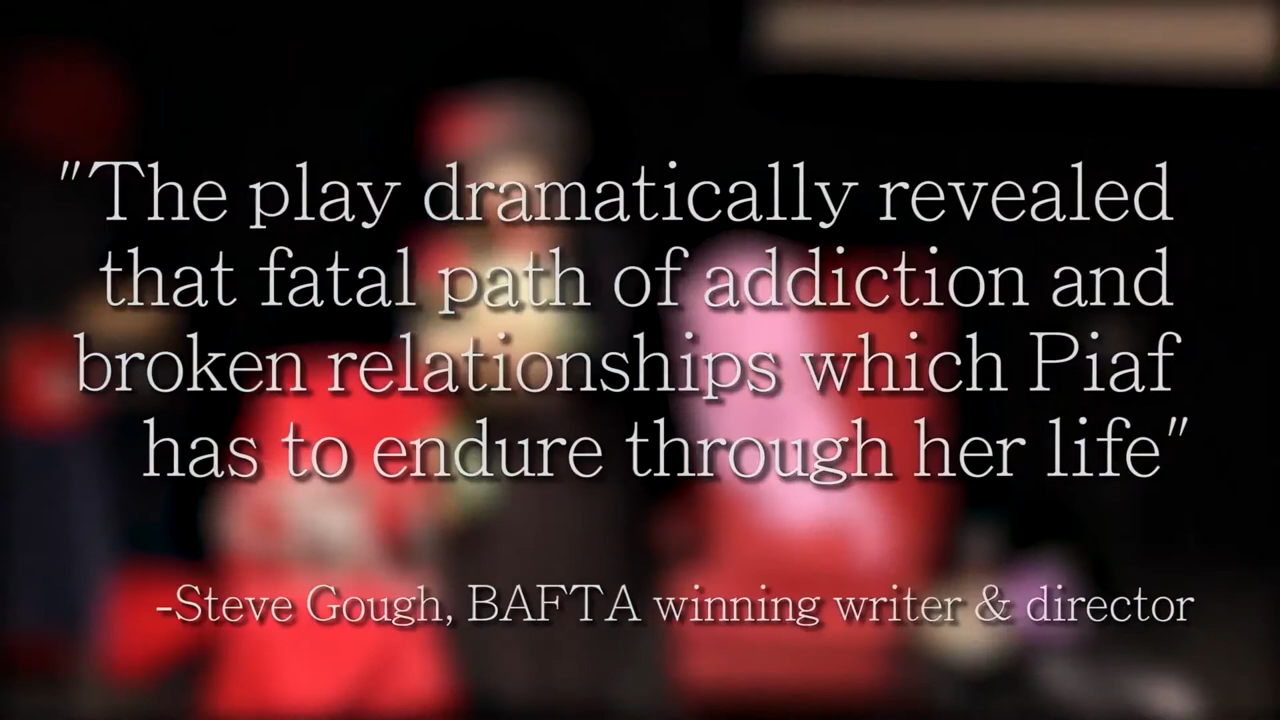 "The play dramatically revealed
that fatal path of addiction and
broken relationships which Piaf
has to endure through her life"
-Steve Gough, BAFTA winning writer & director